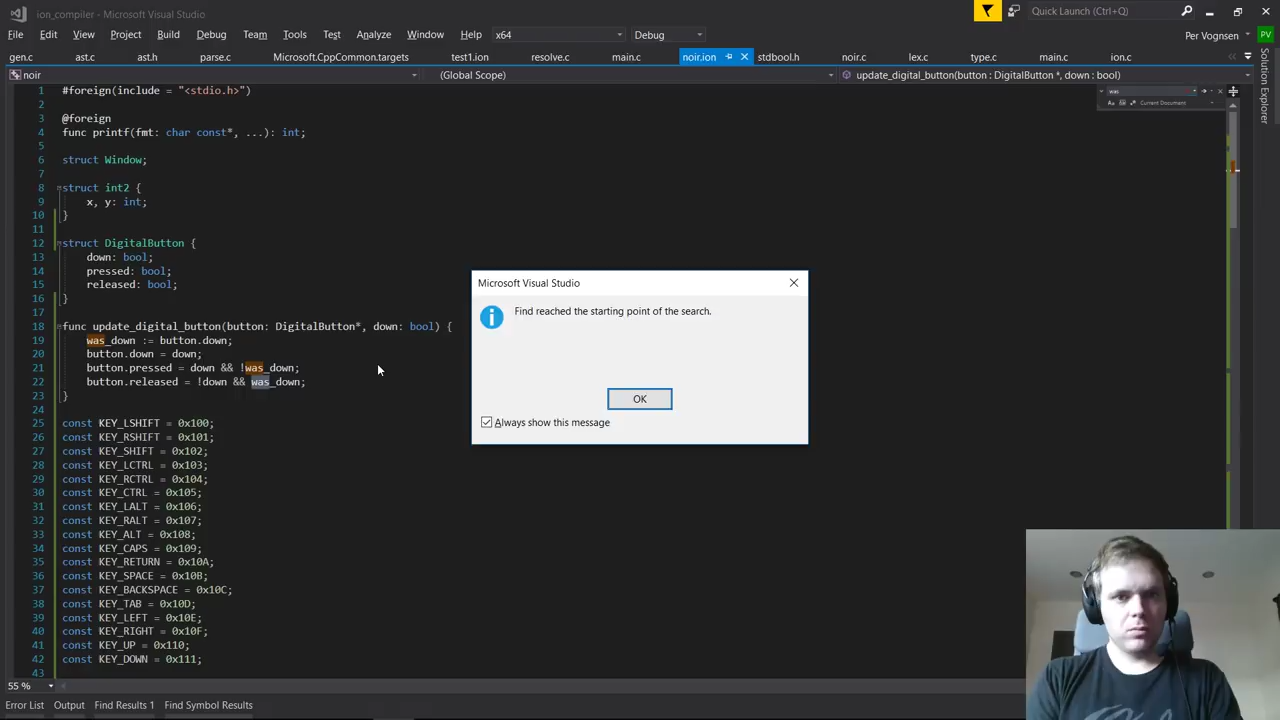 ion_compiler - Microsoft Visual Studio
Quick Launch (Ctrl+Q)
File Edit View Project Build Debug Team Tools Test Analyze Window Help x64 Debug Per Vognsen PV
gen.c ast.c ast.h parse.c Microsoft.CppCommon.targets test1.ion resolve.c main.c noir.ion stdbool.h noir.c lex.c type.c main.c ion.c
noir (Global Scope) update_digital_button(button : DigitalButton *, down : bool)
Solution Explorer
was
Current Document
1 #foreign(include = "<stdio.h>")
2
3 @foreign
4 func printf(fmt: char const*, ...): int;
5
6 struct Window;
7
8 struct int2 {
9 x, y: int;
10 }
11
12 struct DigitalButton {
13 down: bool;
14 pressed: bool;
15 released: bool;
16 }
17
18 func update_digital_button(button: DigitalButton*, down: bool) {
19 was_down := button.down;
20 button.down = down;
21 button.pressed = down && !was_down;
22 button.released = !down && was_down;
23 }
24
25 const KEY_LSHIFT = 0x100;
26 const KEY_RSHIFT = 0x101;
27 const KEY_SHIFT = 0x102;
28 const KEY_LCTRL = 0x103;
29 const KEY_RCTRL = 0x104;
30 const KEY_CTRL = 0x105;
31 const KEY_LALT = 0x106;
32 const KEY_RALT = 0x107;
33 const KEY_ALT = 0x108;
34 const KEY_CAPS = 0x109;
35 const KEY_RETURN = 0x10A;
36 const KEY_SPACE = 0x10B;
37 const KEY_BACKSPACE = 0x10C;
38 const KEY_TAB = 0x10D;
39 const KEY_LEFT = 0x10E;
40 const KEY_RIGHT = 0x10F;
41 const KEY_UP = 0x110;
42 const KEY_DOWN = 0x111;
43
Microsoft Visual Studio
Find reached the starting point of the search.
OK
Always show this message
55 %
Error List Output Find Results 1 Find Symbol Results